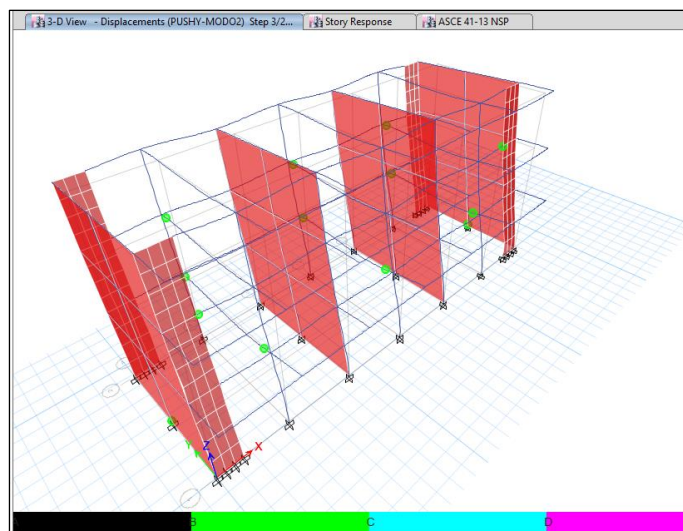 3-D View - Displacements (PUSHY-MODO2) Step 3/2...
Story Response
ASCE 41-13 NSP
Z
Y
X
A
B
C
D